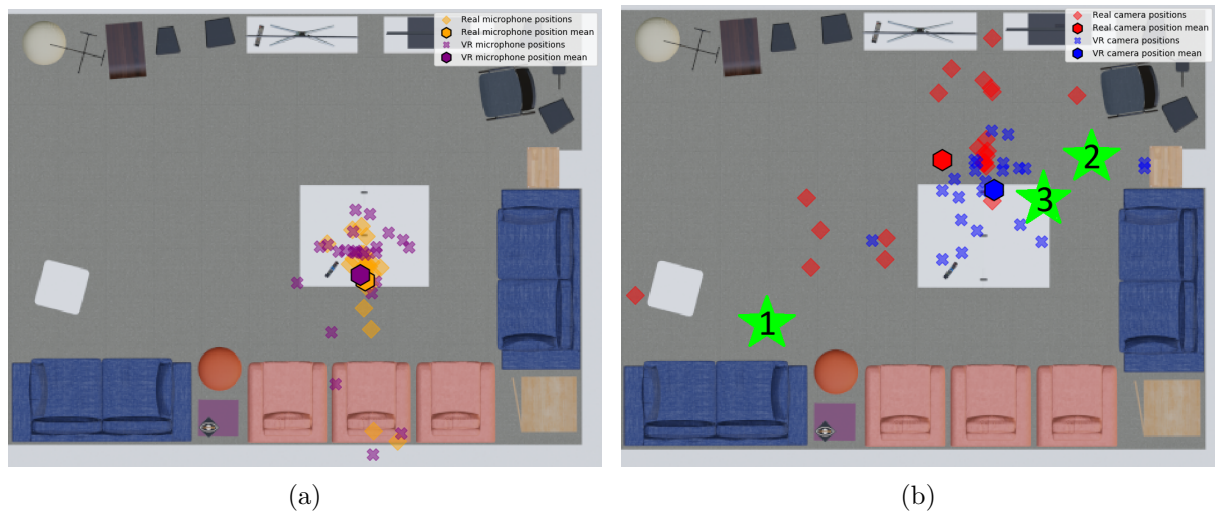 Real microphone positions
Real microphone position mean
VR microphone positions
VR microphone position mean
Real camera positions
Real camera position mean
VR camera positions
VR camera position mean
2
3
1
(a)
(b)